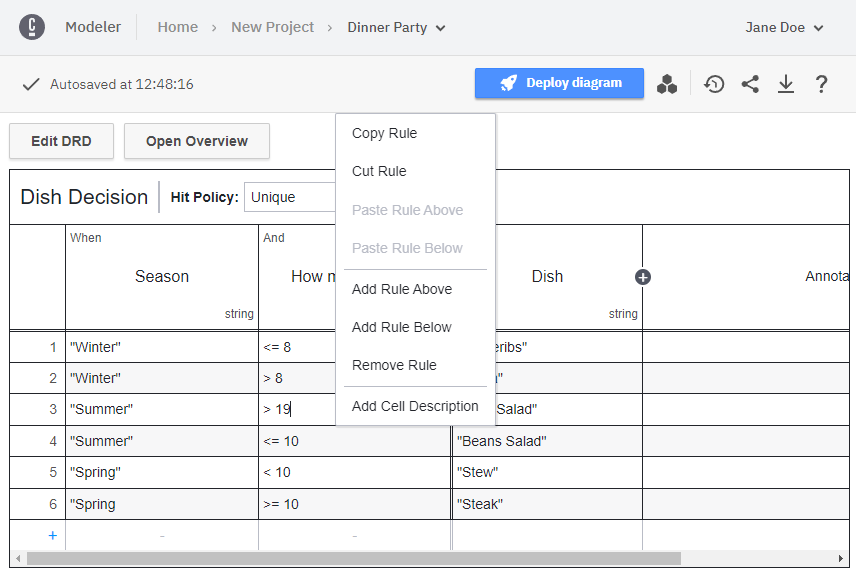 C Modeler Home › New Project › Dinner Party Jane Doe
Autosaved at 12:48:16 Deploy diagram ?
Edit DRD Open Overview
Dish Decision Hit Policy: Unique
Copy Rule
Cut Rule
Paste Rule Above
Paste Rule Below
Add Rule Above
Add Rule Below
Remove Rule
Add Cell Description
When And
Season How Dish + Annota
string string
1 "Winter" <= 8 eribs"
2 "Winter" > 8
3 "Summer" > 19 Salad"
4 "Summer" <= 10 "Beans Salad"
5 "Spring" < 10 "Stew"
6 "Spring >= 10 "Steak"
+ - -